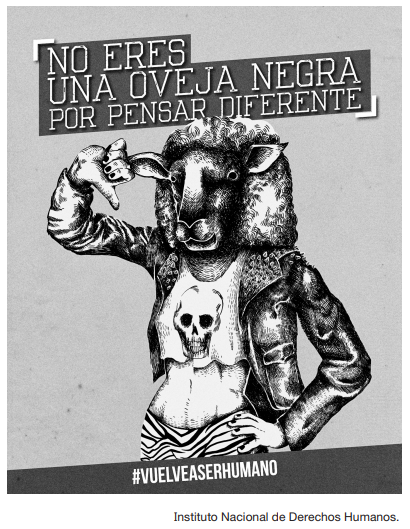 NO ERES
UNA OVEJA NEGRA
POR PENSAR DIFERENTE
#VUELVEASERHUMANO
Instituto Nacional de Derechos Humanos.